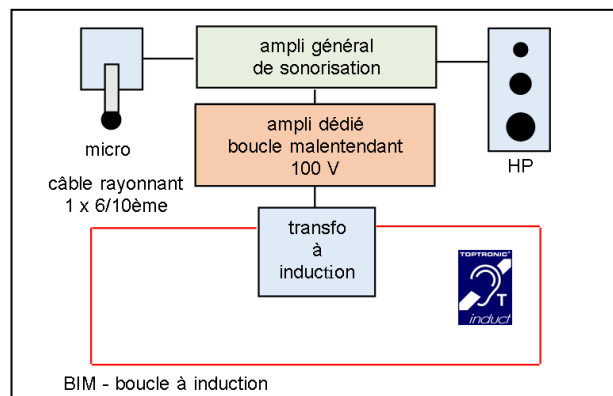 ampli général
de sonorisation
micro
HP
ampli dédié
boucle malentendant
100 V
câble rayonnant
1 x 6/10ème
transfo
à
induction
TOPTRONIC®
T
induct
BIM - boucle à induction